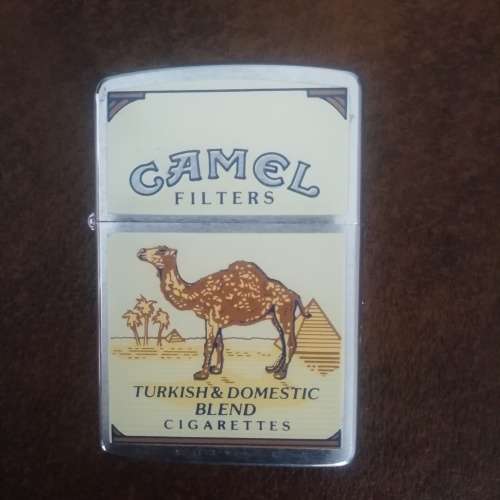 CAMEL
FILTERS
TURKISH & DOMESTIC
BLEND
CIGARETTES